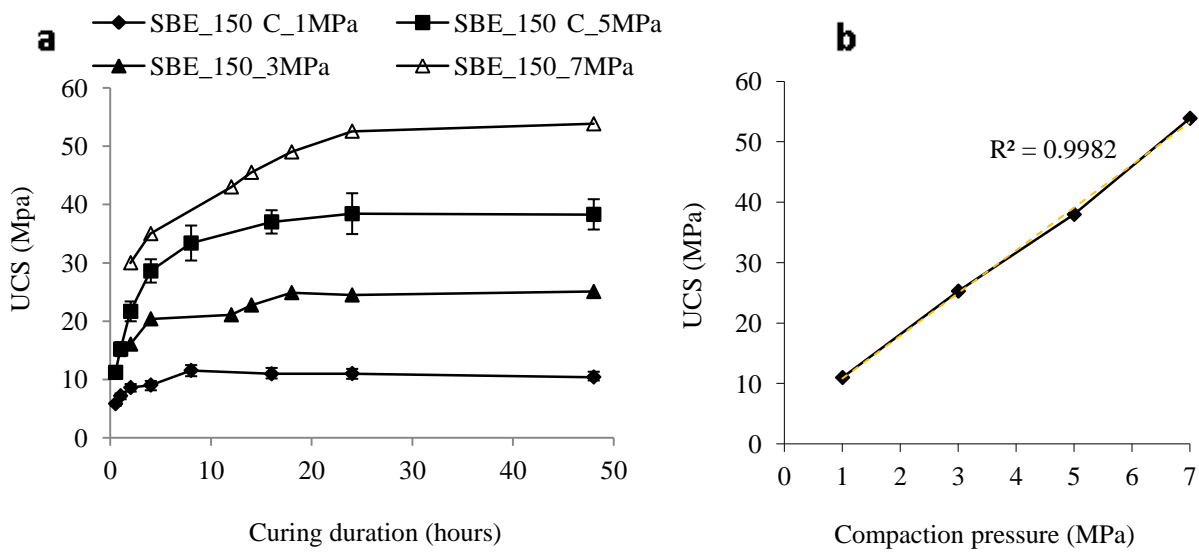 a
SBE_150 C_1MPa
SBE_150 C_5MPa
SBE_150_3MPa
SBE_150_7MPa
UCS (Mpa)
60
50
40
30
20
10
0
0 10 20 30 40 50
Curing duration (hours)
b
R² = 0.9982
UCS (MPa)
60
50
40
30
20
10
0
0 1 2 3 4 5 6 7
Compaction pressure (MPa)